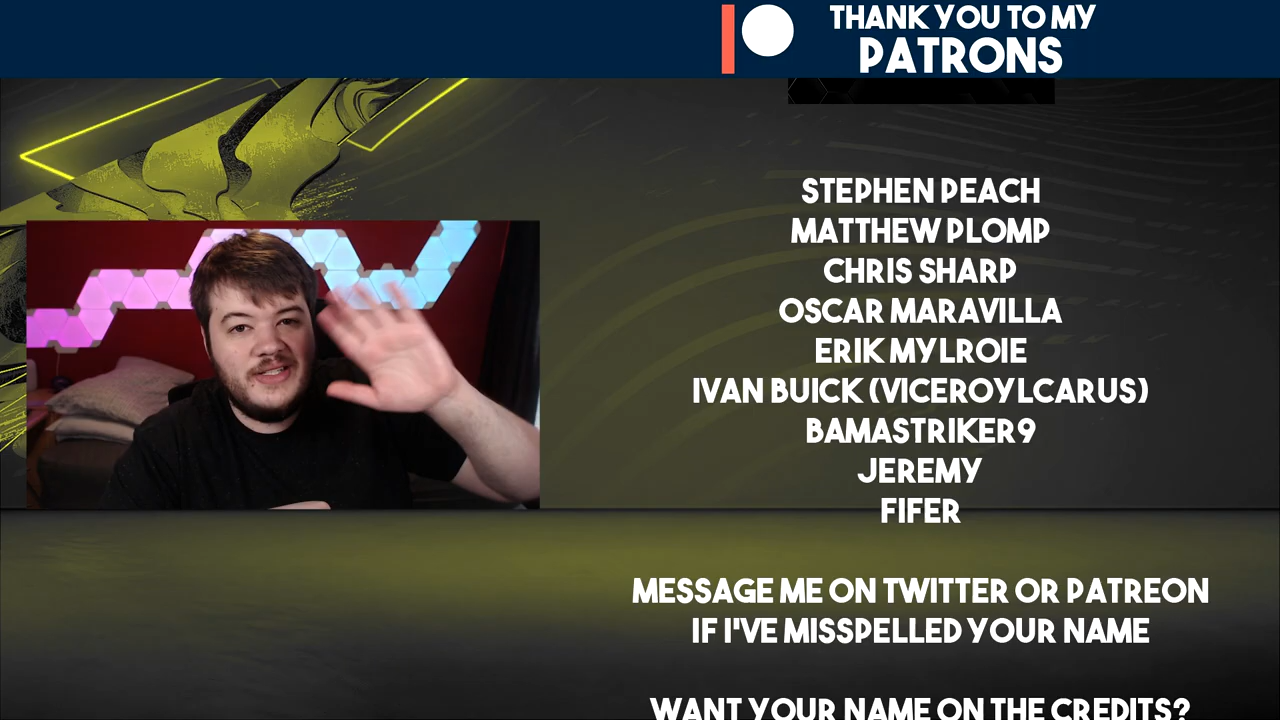 THANK YOU TO MY
PATRONS
STEPHEN PEACH
MATTHEW PLOMP
CHRIS SHARP
OSCAR MARAVILLA
ERIK MYLROIE
IVAN BUICK (VICEROYLCARUS)
BAMASTRIKER9
JEREMY
FIFER
MESSAGE ME ON TWITTER OR PATREON
IF I'VE MISSPELLED YOUR NAME
WANT YOUR NAME ON THE CREDITS?